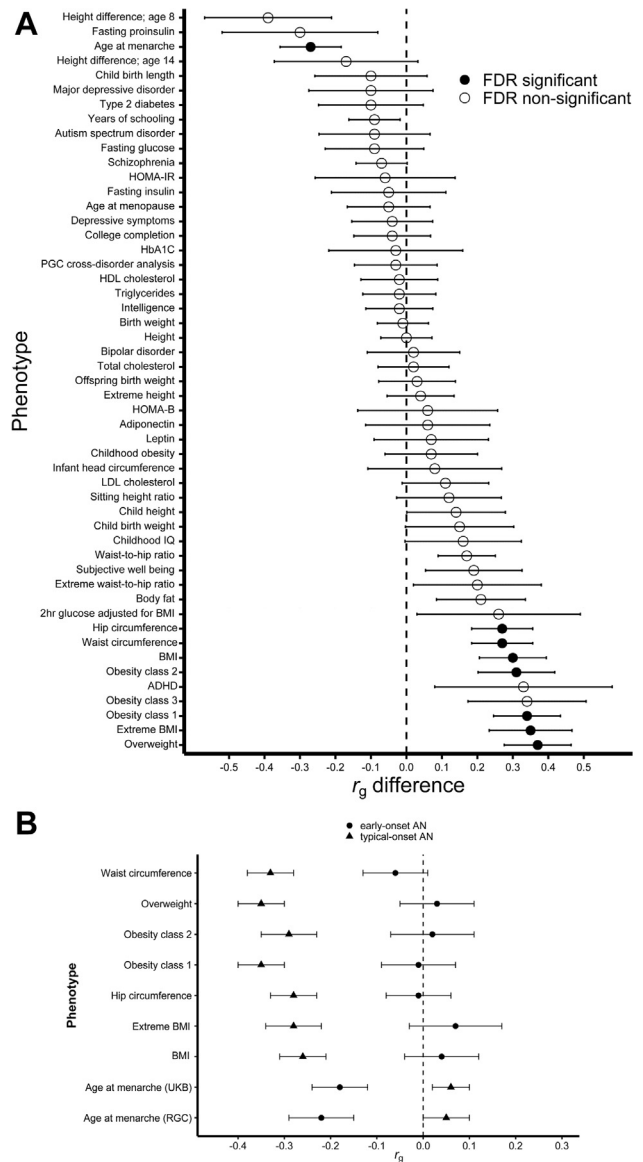 A
Height difference; age 8
Fasting proinsulin
Age at menarche
Height difference; age 14
Child birth length
Major depressive disorder
Type 2 diabetes
Years of schooling
Autism spectrum disorder
Fasting glucose
Schizophrenia
HOMA-IR
Fasting insulin
Age at menopause
Depressive symptoms
College completion
HbA1C
PGC cross-disorder analysis
HDL cholesterol
Triglycerides
Intelligence
Birth weight
Height
Bipolar disorder
Total cholesterol
Offspring birth weight
Extreme height
HOMA-B
Adiponectin
Leptin
Childhood obesity
Infant head circumference
LDL cholesterol
Sitting height ratio
Child height
Child birth weight
Childhood IQ
Waist-to-hip ratio
Subjective well being
Extreme waist-to-hip ratio
Body fat
2hr glucose adjusted for BMI
Hip circumference
Waist circumference
BMI
Obesity class 2
ADHD
Obesity class 3
Obesity class 1
Extreme BMI
Overweight
Phenotype
FDR significant
FDR non-significant
-0.5 -0.4 -0.3 -0.2 -0.1 0.0 0.1 0.2 0.3 0.4 0.5
rg difference
B
early-onset AN
typical-onset AN
Waist circumference
Overweight
Obesity class 2
Obesity class 1
Hip circumference
Extreme BMI
BMI
Age at menarche (UKB)
Age at menarche (RGC)
Phenotype
-0.4 -0.3 -0.2 -0.1 0.0 0.1 0.2 0.3
rg